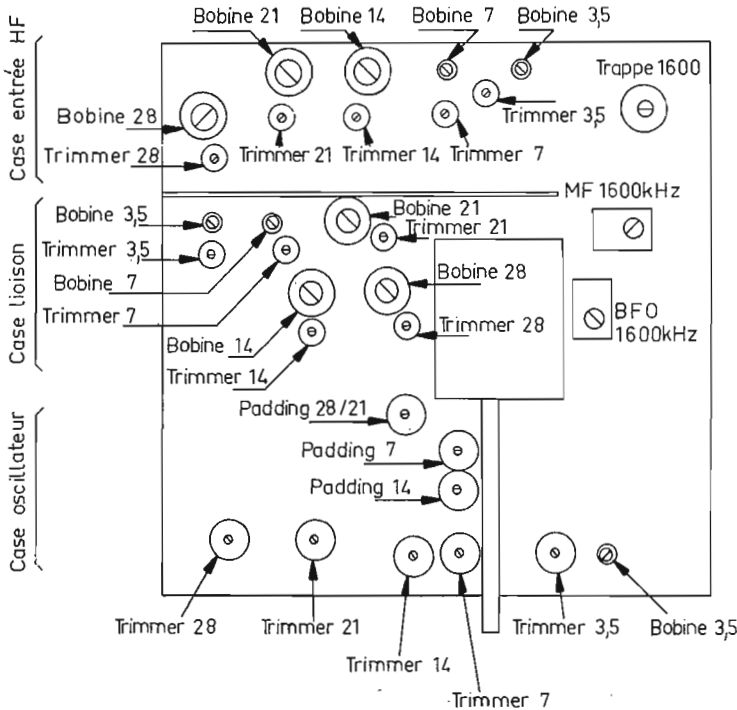 Bobine 21
Bobine 14
Bobine 7
Bobine 3,5
Case entrée HF
Trappe 1600
Bobine 28
Trimmer 3,5
Trimmer 28
Trimmer 21
Trimmer 14
Trimmer 7
MF 1600kHz
Case liaison
Bobine 3,5
Bobine 21
Trimmer 21
Trimmer 3,5
Bobine 7
Bobine 28
Trimmer 7
BFO
1600kHz
Trimmer 28
Bobine 14
Trimmer 14
Case oscillateur
Padding 28/21
Padding 7
Padding 14
Trimmer 28
Trimmer 21
Trimmer 3,5
Bobine 3,5
Trimmer 14
Trimmer 7